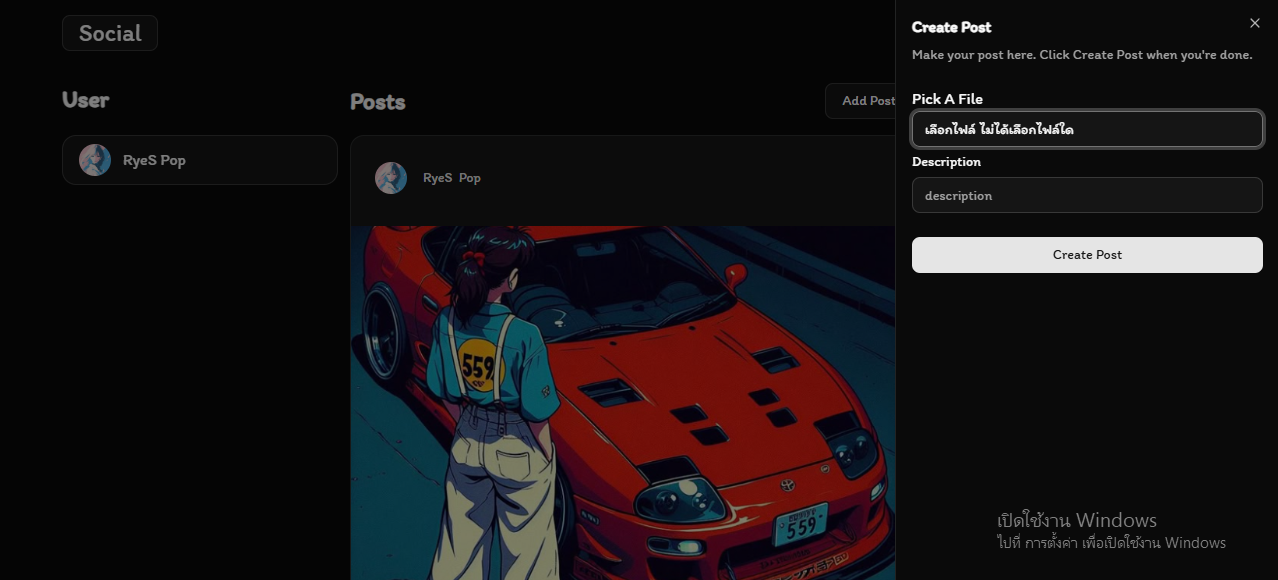 Social
User
RyeS Pop
Posts
Add Post
RyeS Pop
559
559
Create Post
Make your post here. Click Create Post when you're done.
Pick A File
เลือกไฟล์ ไม่ได้เลือกไฟล์ใด
Description
description
Create Post
เปิดใช้งาน Windows
ไปที่ การตั้งค่า เพื่อเปิดใช้งาน Windows